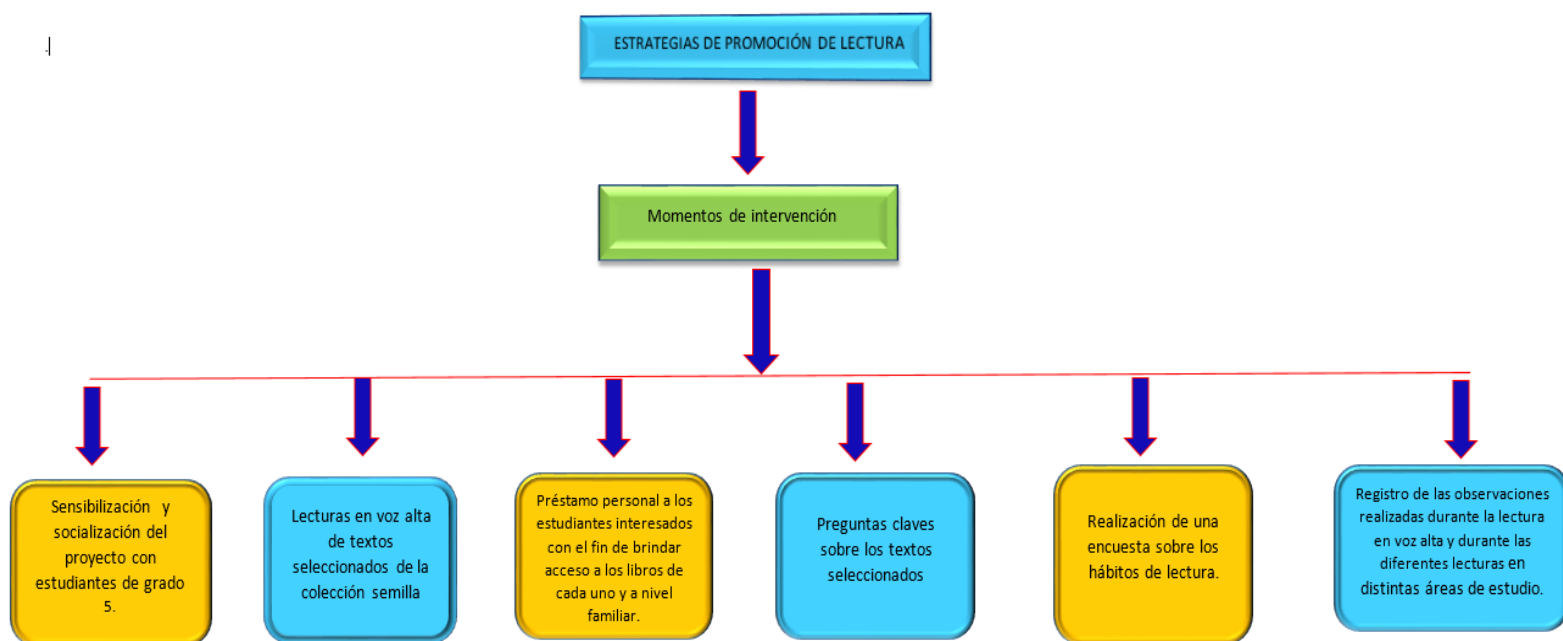 ESTRATEGIAS DE PROMOCIÓN DE LECTURA
Momentos de intervención
Sensibilización y
socialización del
proyecto con
estudiantes de grado
5.
Lecturas en voz alta
de textos
seleccionados de la
colección semilla
Préstamo personal a los
estudiantes interesados
con el fin de brindar
acceso a los libros de
cada uno y a nivel
familiar.
Preguntas claves
sobre los textos
seleccionados
Realización de una
encuesta sobre los
hábitos de lectura.
Registro de las observaciones
realizadas durante la lectura
en voz alta y durante las
diferentes lecturas en
distintas áreas de estudio.